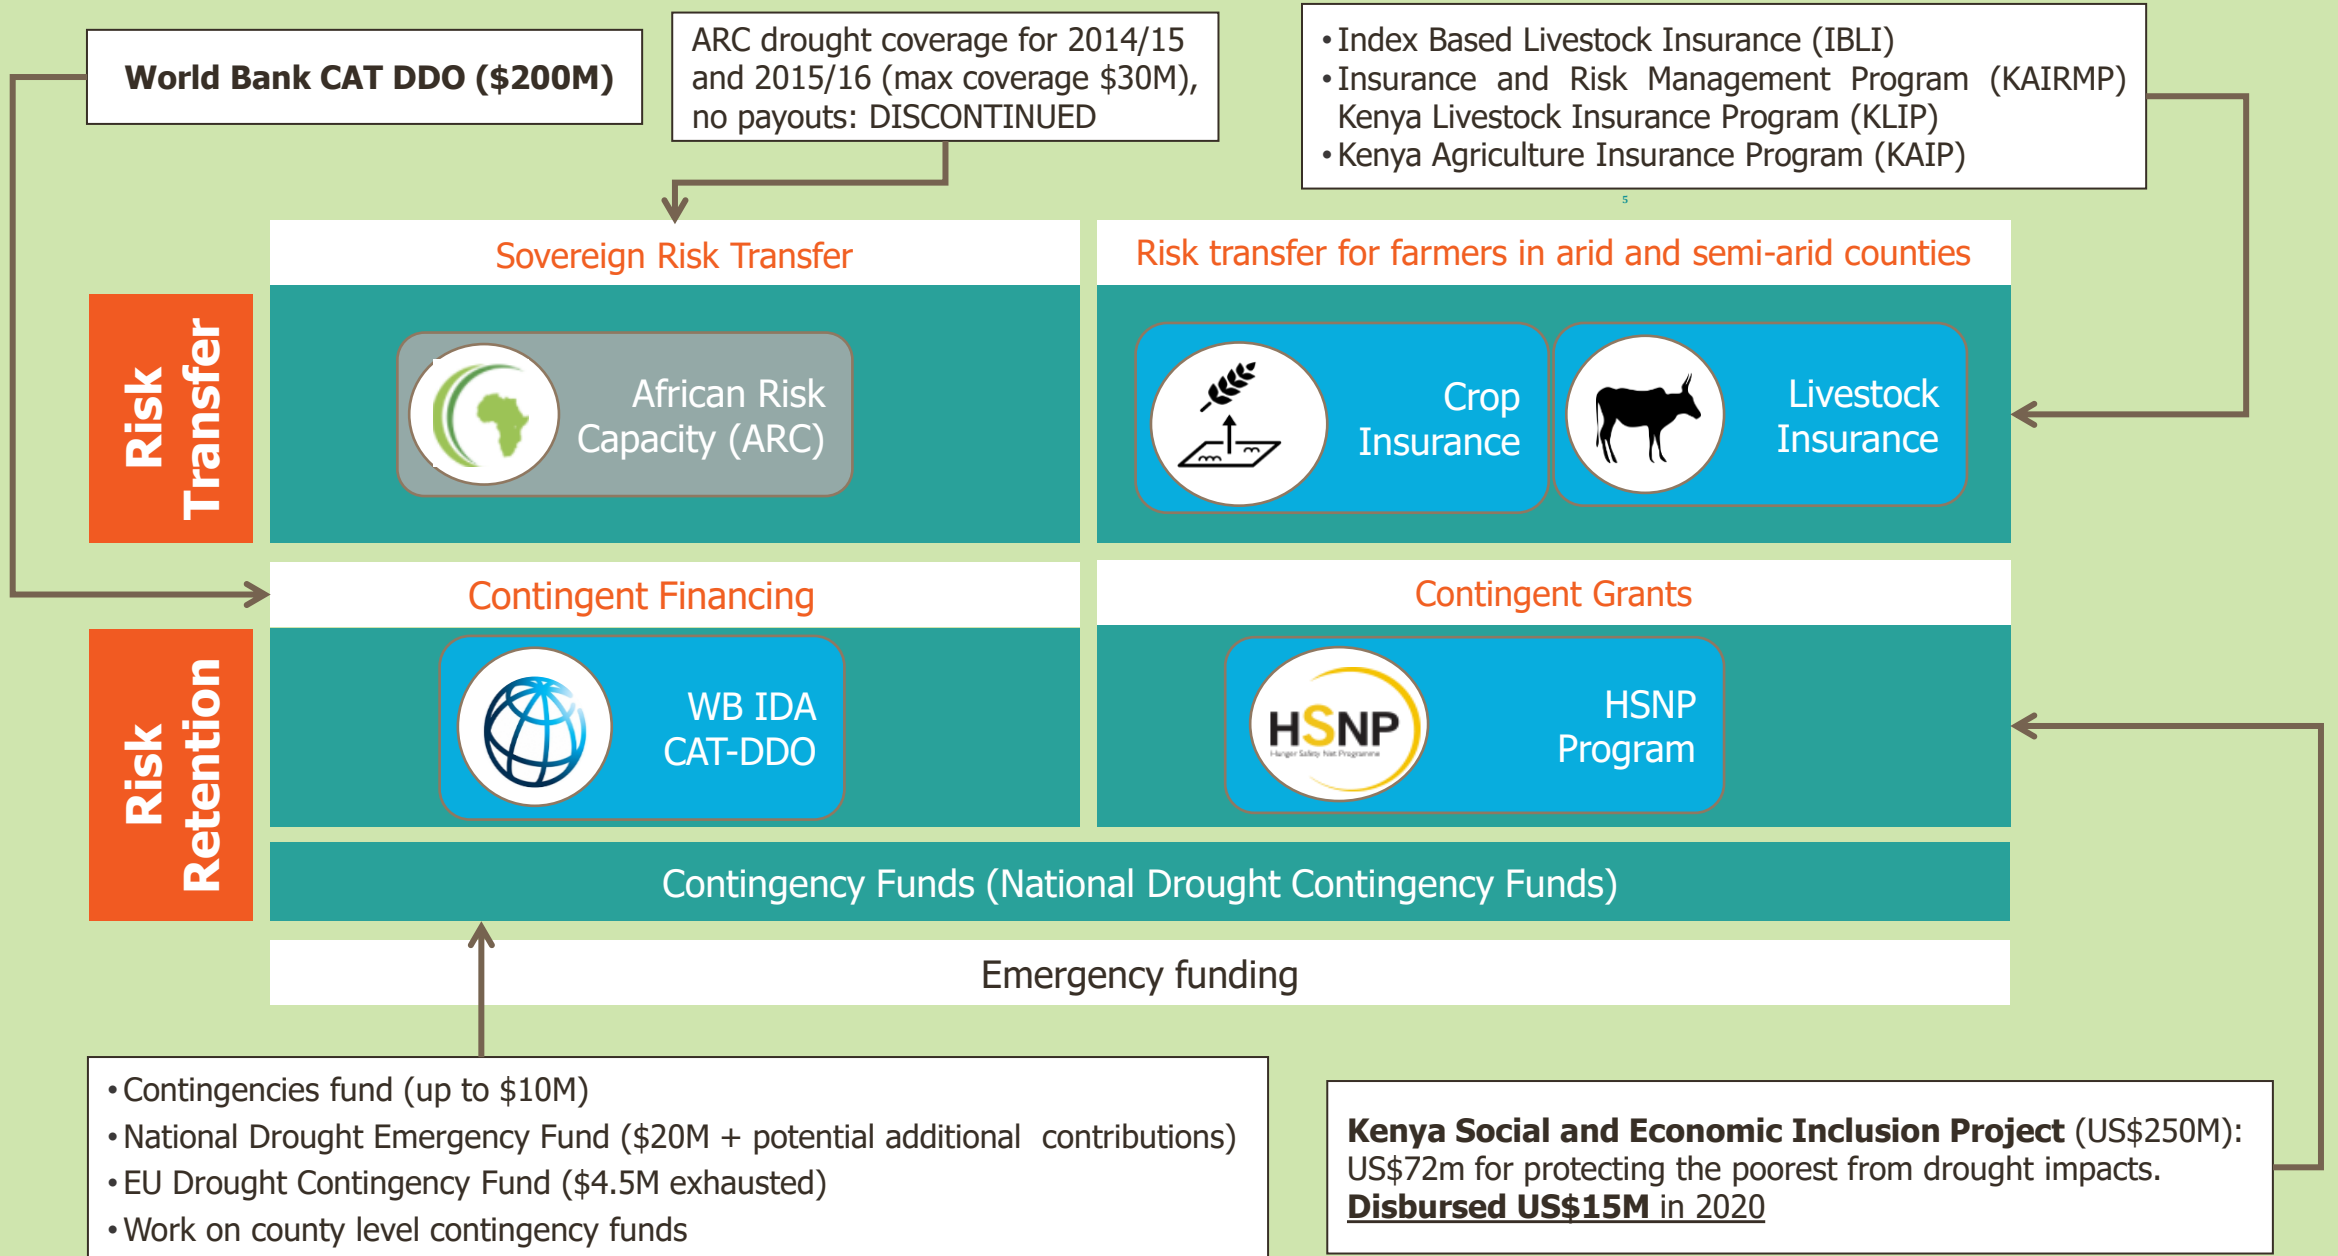 World Bank CAT DDO ($200M)
ARC drought coverage for 2014/15
and 2015/16 (max coverage $30M),
no payouts: DISCONTINUED
• Index Based Livestock Insurance (IBLI)
• Insurance and Risk Management Program (KAIRMP)
Kenya Livestock Insurance Program (KLIP)
• Kenya Agriculture Insurance Program (KAIP)
5
Sovereign Risk Transfer
Risk transfer for farmers in arid and semi-arid counties
Risk
Transfer
African Risk
Capacity (ARC)
Crop
Insurance
Livestock
Insurance
Contingent Financing
Contingent Grants
Risk
Retention
WB IDA
CAT-DDO
HSNP
Hunger Safety Net Programme
HSNP
Program
Contingency Funds (National Drought Contingency Funds)
Emergency funding
• Contingencies fund (up to $10M)
• National Drought Emergency Fund ($20M + potential additional contributions)
• EU Drought Contingency Fund ($4.5M exhausted)
• Work on county level contingency funds
Kenya Social and Economic Inclusion Project (US$250M):
US$72m for protecting the poorest from drought impacts.
Disbursed US$15M in 2020